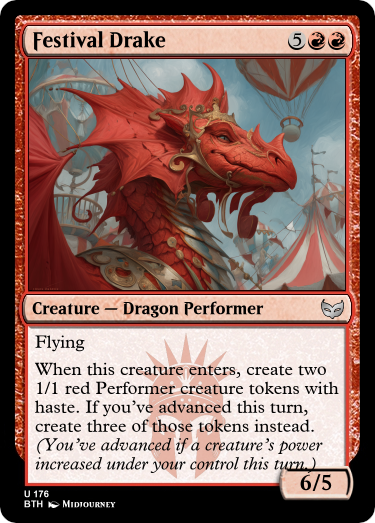 Festival Drake 5
Creature — Dragon Performer
Flying
When this creature enters, create two
1/1 red Performer creature tokens with
haste. If you've advanced this turn,
create three of those tokens instead.
(You've advanced if a creature's power
increased under your control this turn.)
6/5
U 176
BTH Midjourney